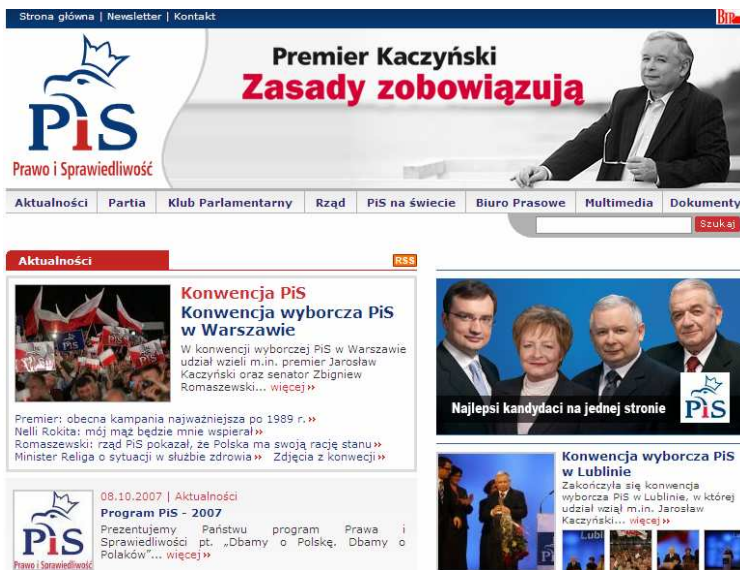 Strona główna | Newsletter | Kontakt
BIP
Premier Kaczyński
Zasady zobowiązują
PiS
Prawo i Sprawiedliwość
Aktualności Partia Klub Parlamentarny Rząd PiS na świecie Biuro Prasowe Multimedia Dokumenty
Szukaj
Aktualności
RSS
Konwencja PiS
Konwencja wyborcza PiS
w Warszawie
W konwencji wyborczej PiS w Warszawie
udział wzieli m.in. premier Jarosław
Kaczyński oraz senator Zbigniew
Romaszewski... więcej »
Premier: obecna kampania najważniejsza po 1989 r. »
Nelli Rokita: mój mąż będzie mnie wspierał »
Romaszewski: rząd PiS pokazał, że Polska ma swoją rację stanu »
Minister Religa o sytuacji w służbie zdrowia » Zdjęcia z konwecji »
08.10.2007 | Aktualności
Program PiS - 2007
Prezentujemy Państwu program Prawa i
Sprawiedliwości pt. „Dbamy o Polskę. Dbamy o
Polaków”... więcej »
PiS
Prawo i Sprawiedliwość
Najlepsi kandydaci na jednej stronie
PiS
Konwencja wyborcza PiS
w Lublinie
Zakończyła się konwencja
wyborcza PiS w Lublinie, w której
udział wziął m.in. Jarosław
Kaczyński... więcej »